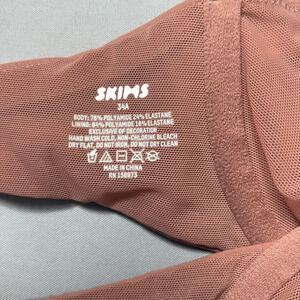 SKIMS
34A
BODY: 76% POLYAMIDE 24% ELASTANE
LINING: 84% POLYAMIDE 16% ELASTANE
EXCLUSIVE OF DECORATION
HAND WASH COLD, NON-CHLORINE BLEACH
DRY FLAT, DO NOT IRON, DO NOT DRY CLEAN
MADE IN CHINA
RN 156973